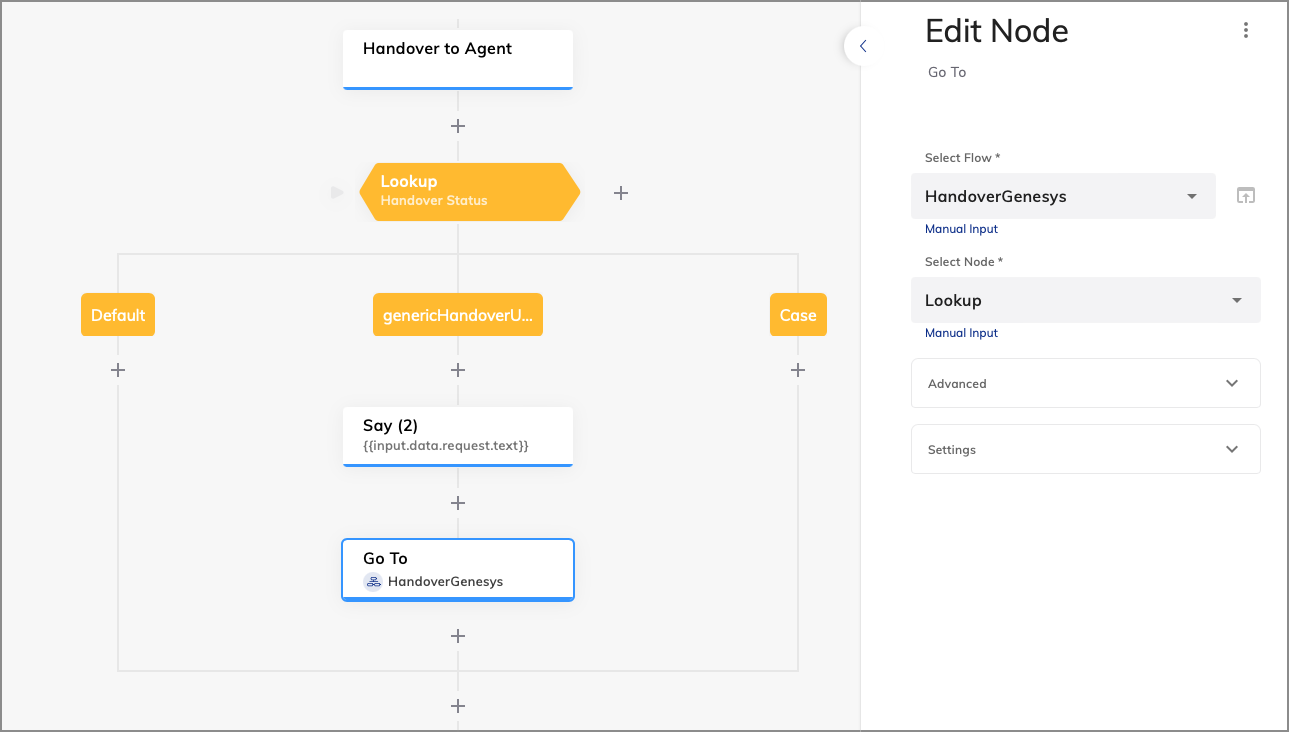 Handover to Agent
Lookup
Handover Status
Default
genericHandoverU...
Case
Say (2)
{{input.data.request.text}}
Go To
HandoverGenesys
Edit Node
Go To
Select Flow *
HandoverGenesys
Manual Input
Select Node *
Lookup
Manual Input
Advanced
Settings